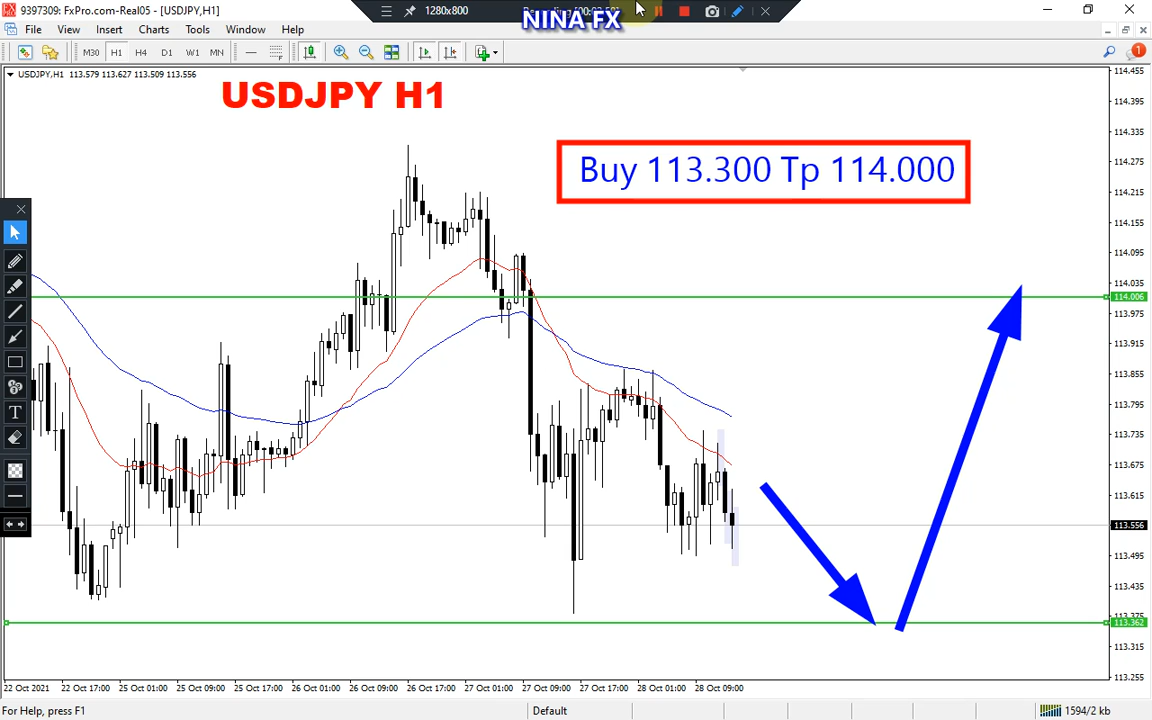 9397309: FxPro.com-Real05 - [USDJPY,H1]
1280x800
NINA FX
File View Insert Charts Tools Window Help
1
M30 H1 H4 D1 W1 MN
USDJPY,H1 113.579 113.627 113.509 113.556
USDJPY H1
Buy 113.300 Tp 114.000
T
114.455
114.395
114.335
114.275
114.215
114.155
114.095
114.035
114.006
113.975
113.915
113.855
113.795
113.735
113.675
113.615
113.556
113.495
113.435
113.375
113.362
113.315
113.255
22 Oct 2021 22 Oct 17:00 25 Oct 01:00 25 Oct 09:00 25 Oct 17:00 26 Oct 01:00 26 Oct 09:00 26 Oct 17:00 27 Oct 01:00 27 Oct 09:00 27 Oct 17:00 28 Oct 01:00 28 Oct 09:00
For Help, press F1 Default 1594/2 kb